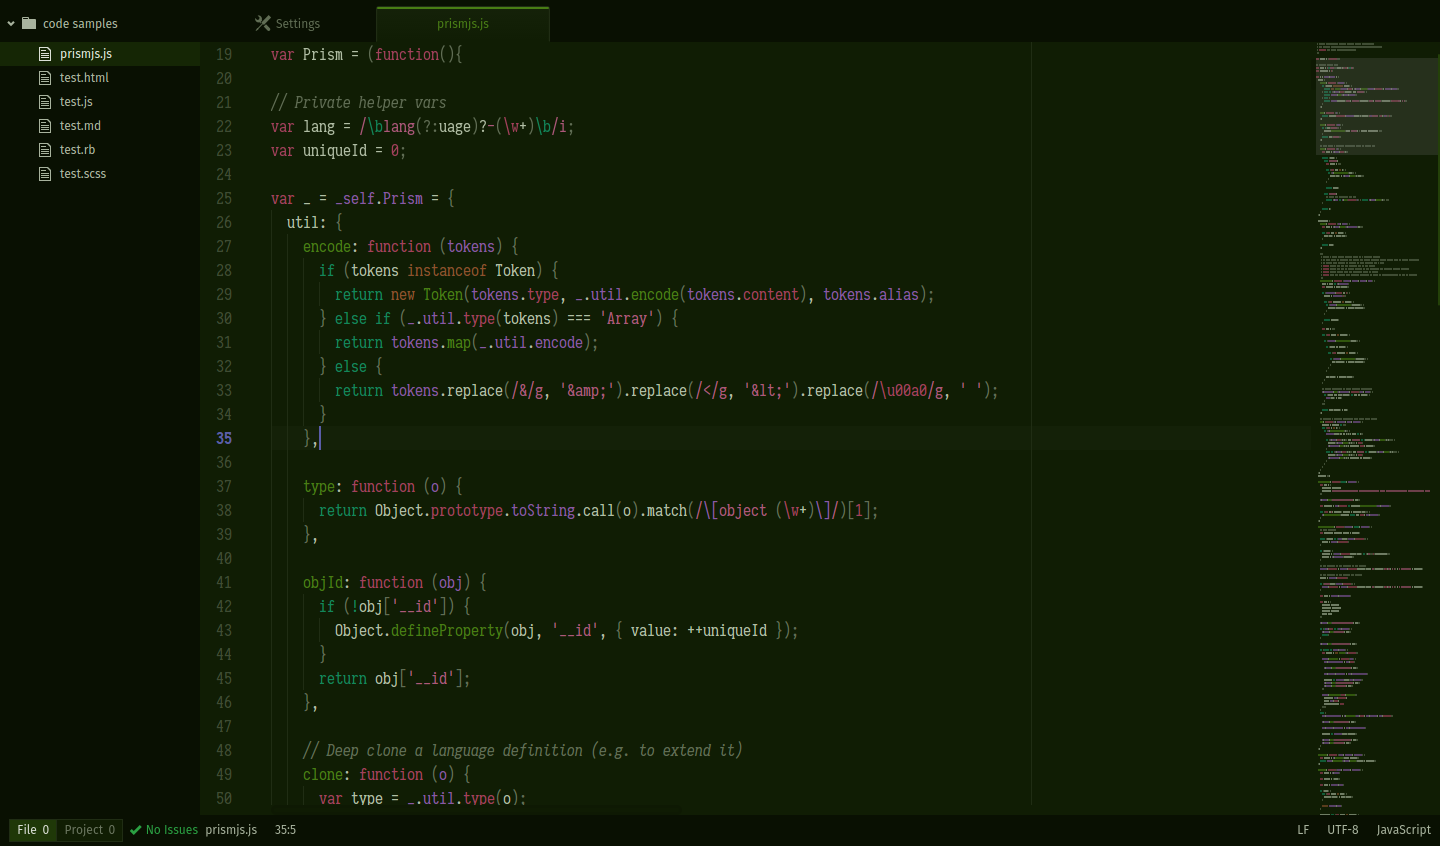 code samples
Settings
prismjs.js
prismjs.js
test.html
test.js
test.md
test.rb
test.scss
19 var Prism = (function(){
20
21 // Private helper vars
22 var lang = /\blang(?:uage)?-(\w+)\b/i;
23 var uniqueId = 0;
24
25 var _ = _self.Prism = {
26 util: {
27 encode: function (tokens) {
28 if (tokens instanceof Token) {
29 return new Token(tokens.type, _.util.encode(tokens.content), tokens.alias);
30 } else if (_.util.type(tokens) === 'Array') {
31 return tokens.map(_.util.encode);
32 } else {
33 return tokens.replace(/&/g, '&amp;').replace(/</g, '&lt;').replace(/\u00a0/g, ' ');
34 }
35 },
36
37 type: function (o) {
38 return Object.prototype.toString.call(o).match(/\[object (\w+)\]/)[1];
39 },
40
41 objId: function (obj) {
42 if (!obj['__id']) {
43 Object.defineProperty(obj, '__id', { value: ++uniqueId });
44 }
45 return obj['__id'];
46 },
47
48 // Deep clone a language definition (e.g. to extend it)
49 clone: function (o) {
50 var type = _.util.type(o);
File 0 Project 0 No Issues prismjs.js 35:5 LF UTF-8 JavaScript